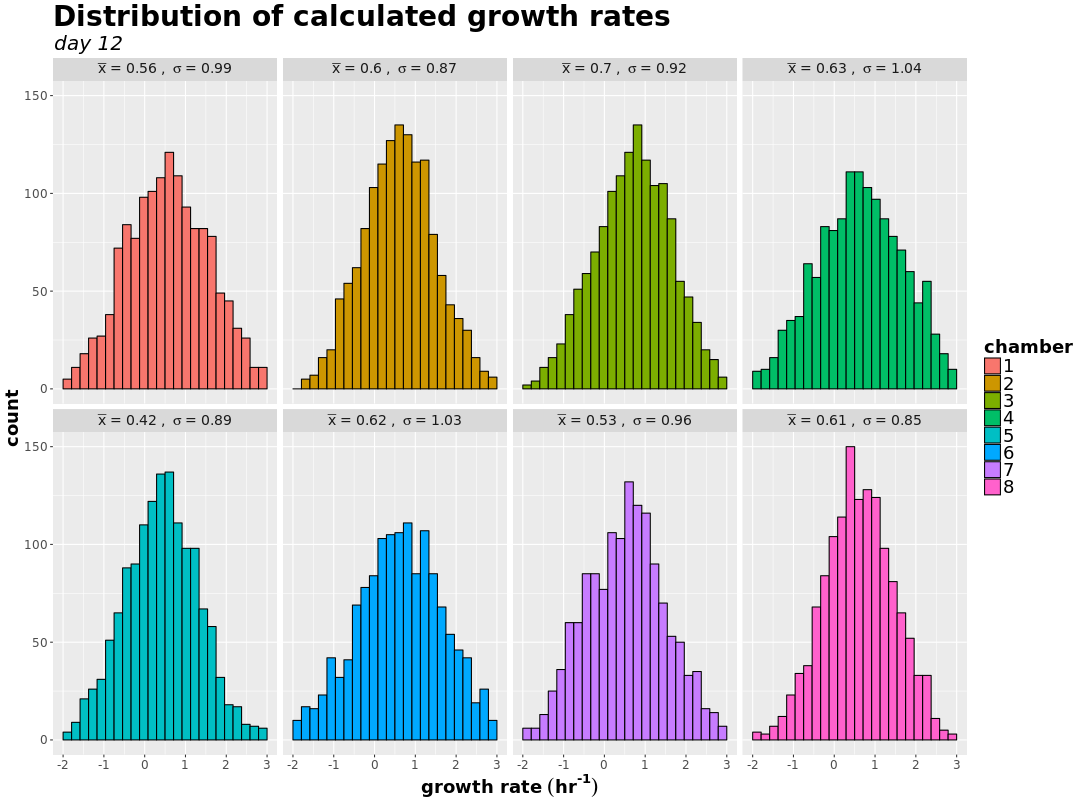 Distribution of calculated growth rates
day 12
x̅ = 0.56 , σ = 0.99
x̅ = 0.6 , σ = 0.87
x̅ = 0.7 , σ = 0.92
x̅ = 0.63 , σ = 1.04
150
100
50
0
x̅ = 0.42 , σ = 0.89
x̅ = 0.62 , σ = 1.03
x̅ = 0.53 , σ = 0.96
x̅ = 0.61 , σ = 0.85
150
100
50
0
-2 -1 0 1 2 3
-2 -1 0 1 2 3
-2 -1 0 1 2 3
-2 -1 0 1 2 3
count
growth rate (hr⁻¹)
chamber
1
2
3
4
5
6
7
8